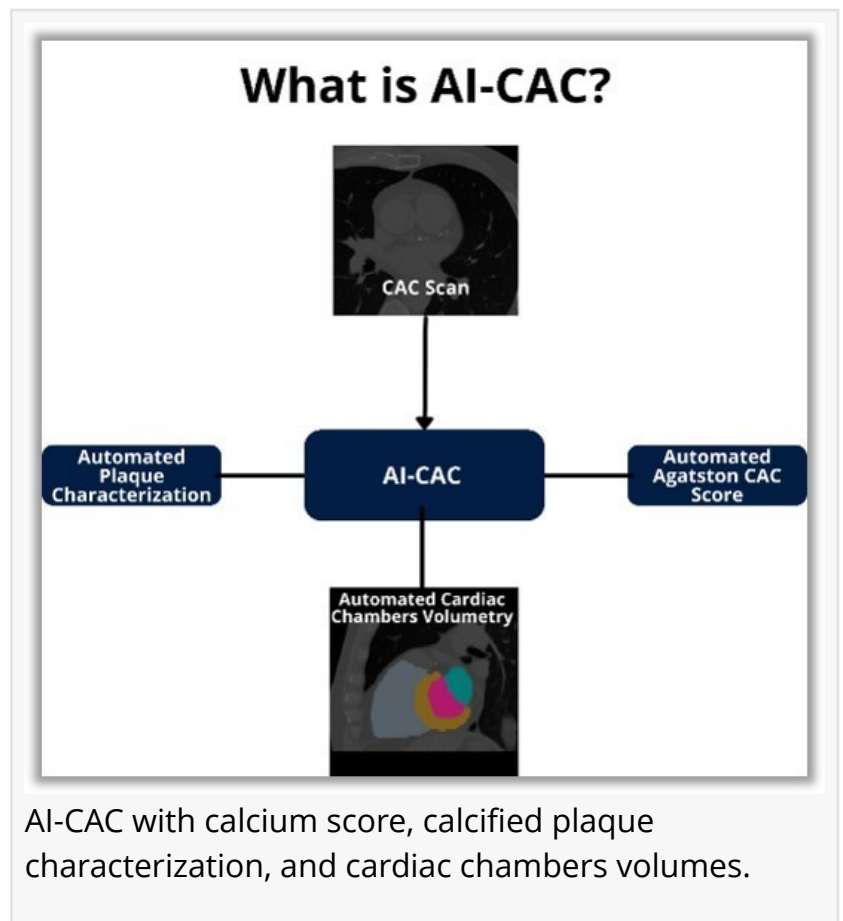 What is AI-CAC?
CAC Scan
Automated
Plaque
Characterization
AI-CAC
Automated
Agatston CAC
Score
Automated Cardiac
Chambers Volumetry
AI-CAC with calcium score, calcified plaque
characterization, and cardiac chambers volumes.